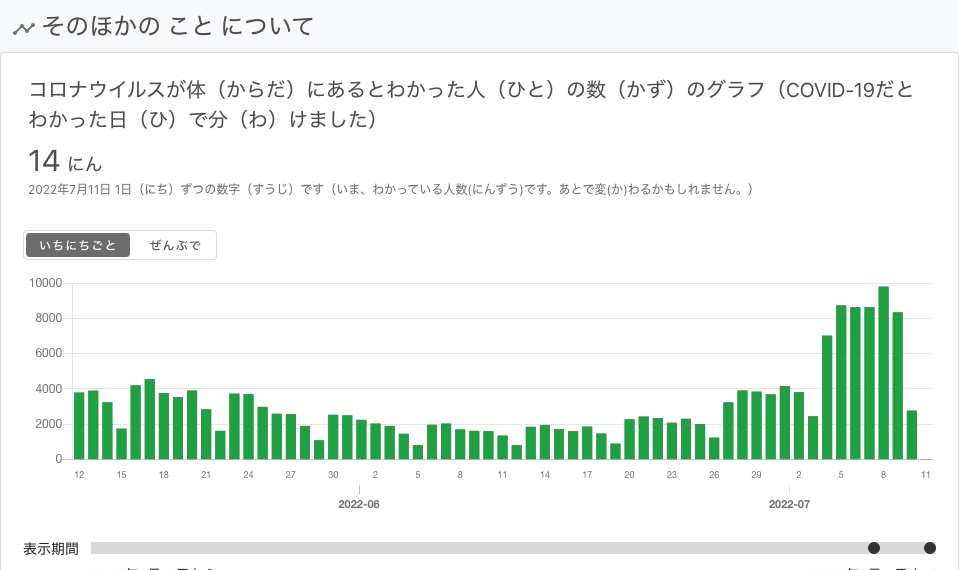 そのほかの こと について
コロナウイルスが体（からだ）にあるとわかった人（ひと）の数（かず）のグラフ（COVID-19だと
わかった日（ひ）で分（わ）けました）
14 にん
2022年7月11日 1日（にち）ずつの数字（すうじ）です（いま、わかっている人数(にんずう)です。あとで変(か)わるかもしれません。）
いちにちごと ぜんぶで
10000
8000
6000
4000
2000
0
12 15 18 21 24 27 30 2 5 8 11 14 17 20 23 26 29 2 5 8 11
2022-06 2022-07
表示期間